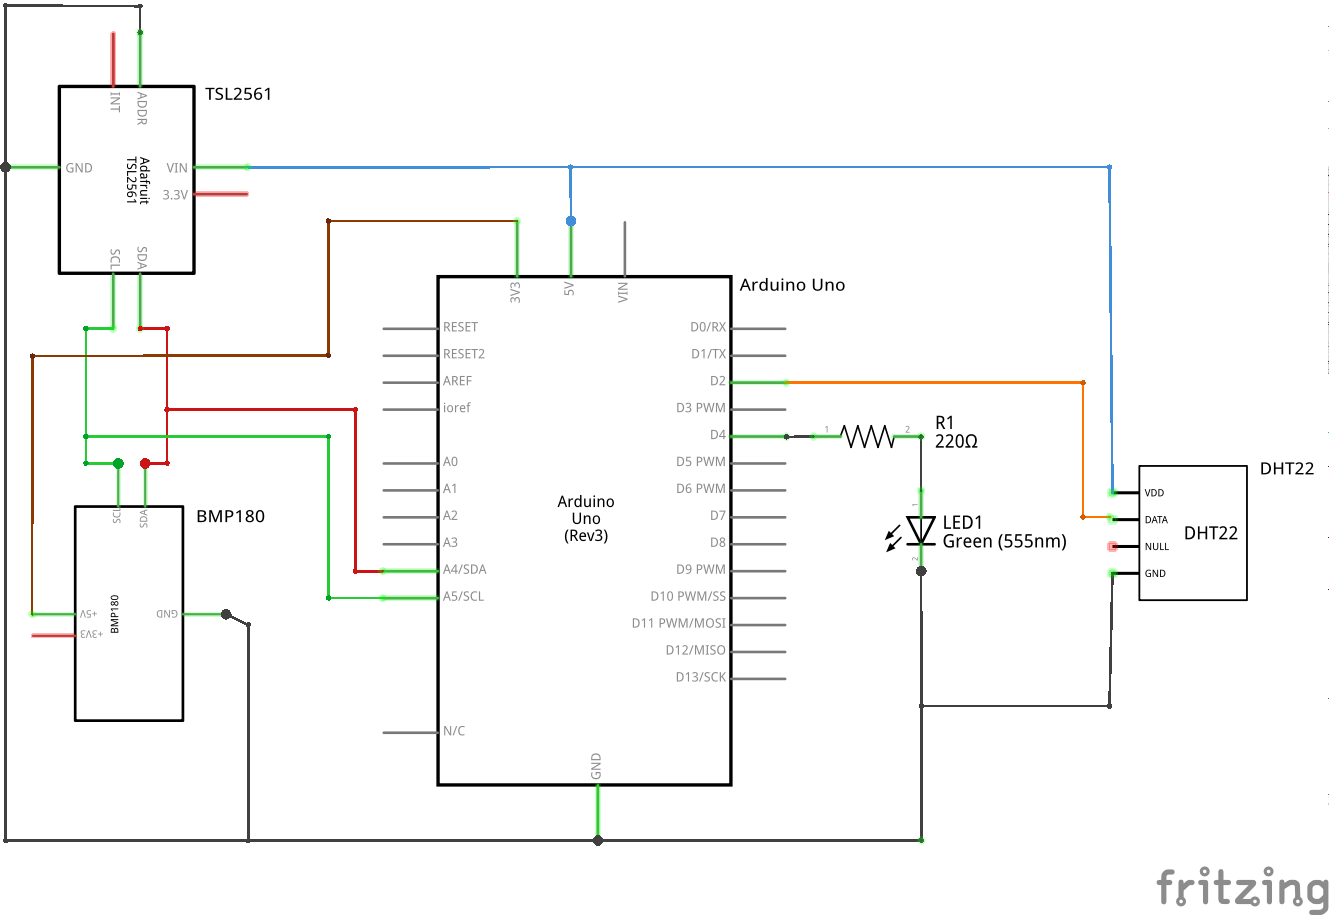 INT
ADDR
TSL2561
GND
Adafruit
TSL2561
VIN
3.3V
SCL
SDA
3V3
5V
VIN
Arduino Uno
RESET
RESET2
AREF
ioref
A0
A1
A2
A3
A4/SDA
A5/SCL
N/C
Arduino
Uno
(Rev3)
GND
D0/RX
D1/TX
D2
D3 PWM
D4
D5 PWM
D6 PWM
D7
D8
D9 PWM
D10 PWM/SS
D11 PWM/MOSI
D12/MISO
D13/SCK
1
2
R1
220Ω
1
2
LED1
Green (555nm)
DHT22
VDD
DATA
NULL
GND
DHT22
SCL
SDA
BMP180
+5V
+3V3
GND
BMP180
fritzing